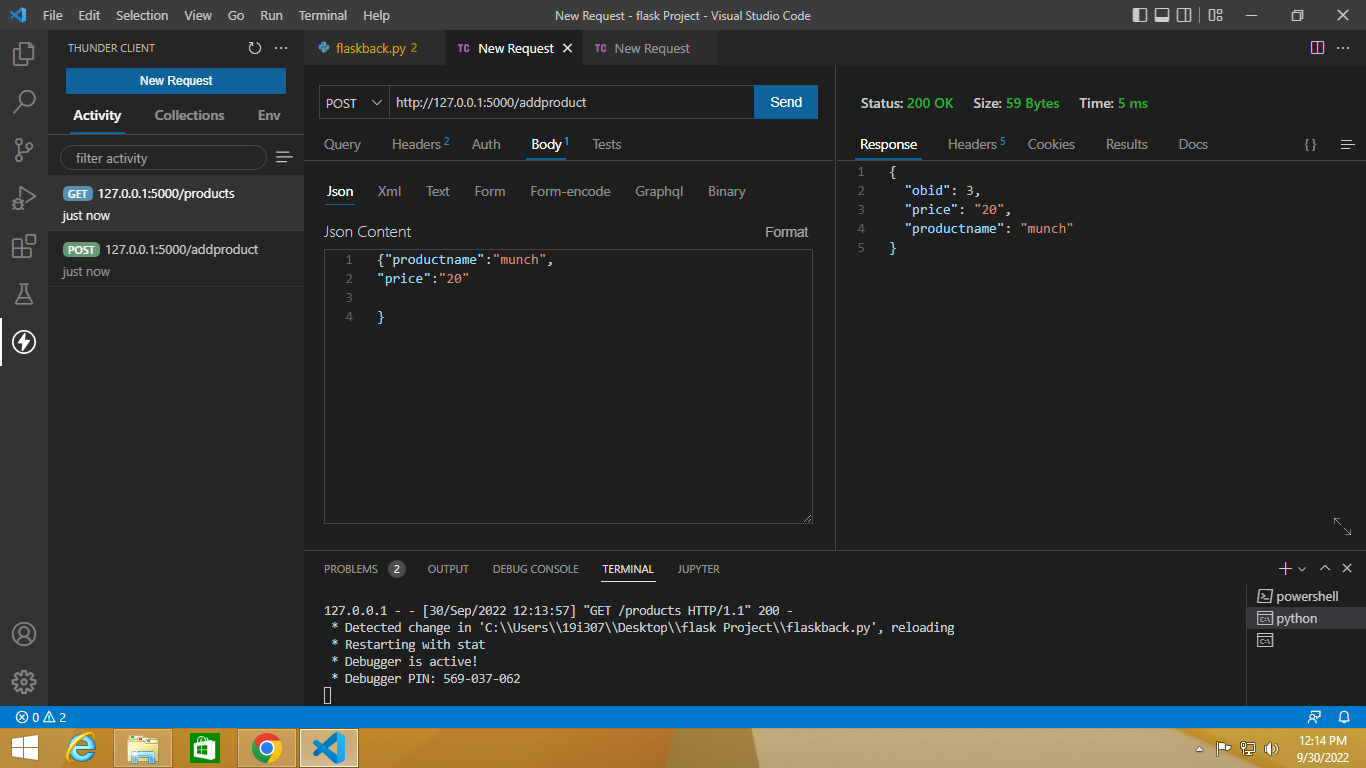 File Edit Selection View Go Run Terminal Help
New Request - flask Project - Visual Studio Code
THUNDER CLIENT
New Request
Activity Collections Env
filter activity
GET 127.0.0.1:5000/products
just now
POST 127.0.0.1:5000/addproduct
just now
flaskback.py 2
TC New Request
TC New Request
POST http://127.0.0.1:5000/addproduct Send
Query Headers 2 Auth Body 1 Tests
Json Xml Text Form Form-encode Graphql Binary
Json Content Format
1 {"productname":"munch",
2 "price":"20"
3
4 }
Status: 200 OK Size: 59 Bytes Time: 5 ms
Response Headers 5 Cookies Results Docs { }
1 {
2 "obid": 3,
3 "price": "20",
4 "productname": "munch"
5 }
PROBLEMS 2 OUTPUT DEBUG CONSOLE TERMINAL JUPYTER
127.0.0.1 - - [30/Sep/2022 12:13:57] "GET /products HTTP/1.1" 200 -
* Detected change in 'C:\\Users\\19i307\\Desktop\\flask Project\\flaskback.py', reloading
* Restarting with stat
* Debugger is active!
* Debugger PIN: 569-037-062
powershell
python
0 2
12:14 PM
9/30/2022